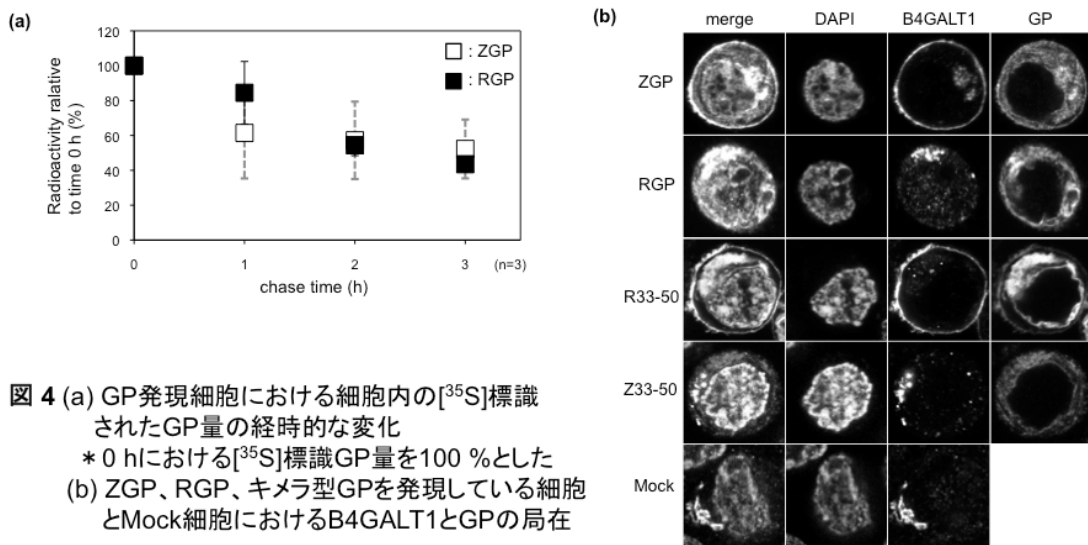 (a)
120
100
80
60
40
20
0
Radioactivity ralative
to time 0 h (%)
: ZGP
: RGP
0 1 2 3 (n=3)
chase time (h)
図 4 (a) GP発現細胞における細胞内の[³⁵S]標識
されたGP量の経時的な変化
＊0 hにおける[³⁵S]標識GP量を100 %とした
(b) ZGP、RGP、キメラ型GPを発現している細胞
とMock細胞におけるB4GALT1とGPの局在
(b)
merge DAPI B4GALT1 GP
ZGP
RGP
R33-50
Z33-50
Mock